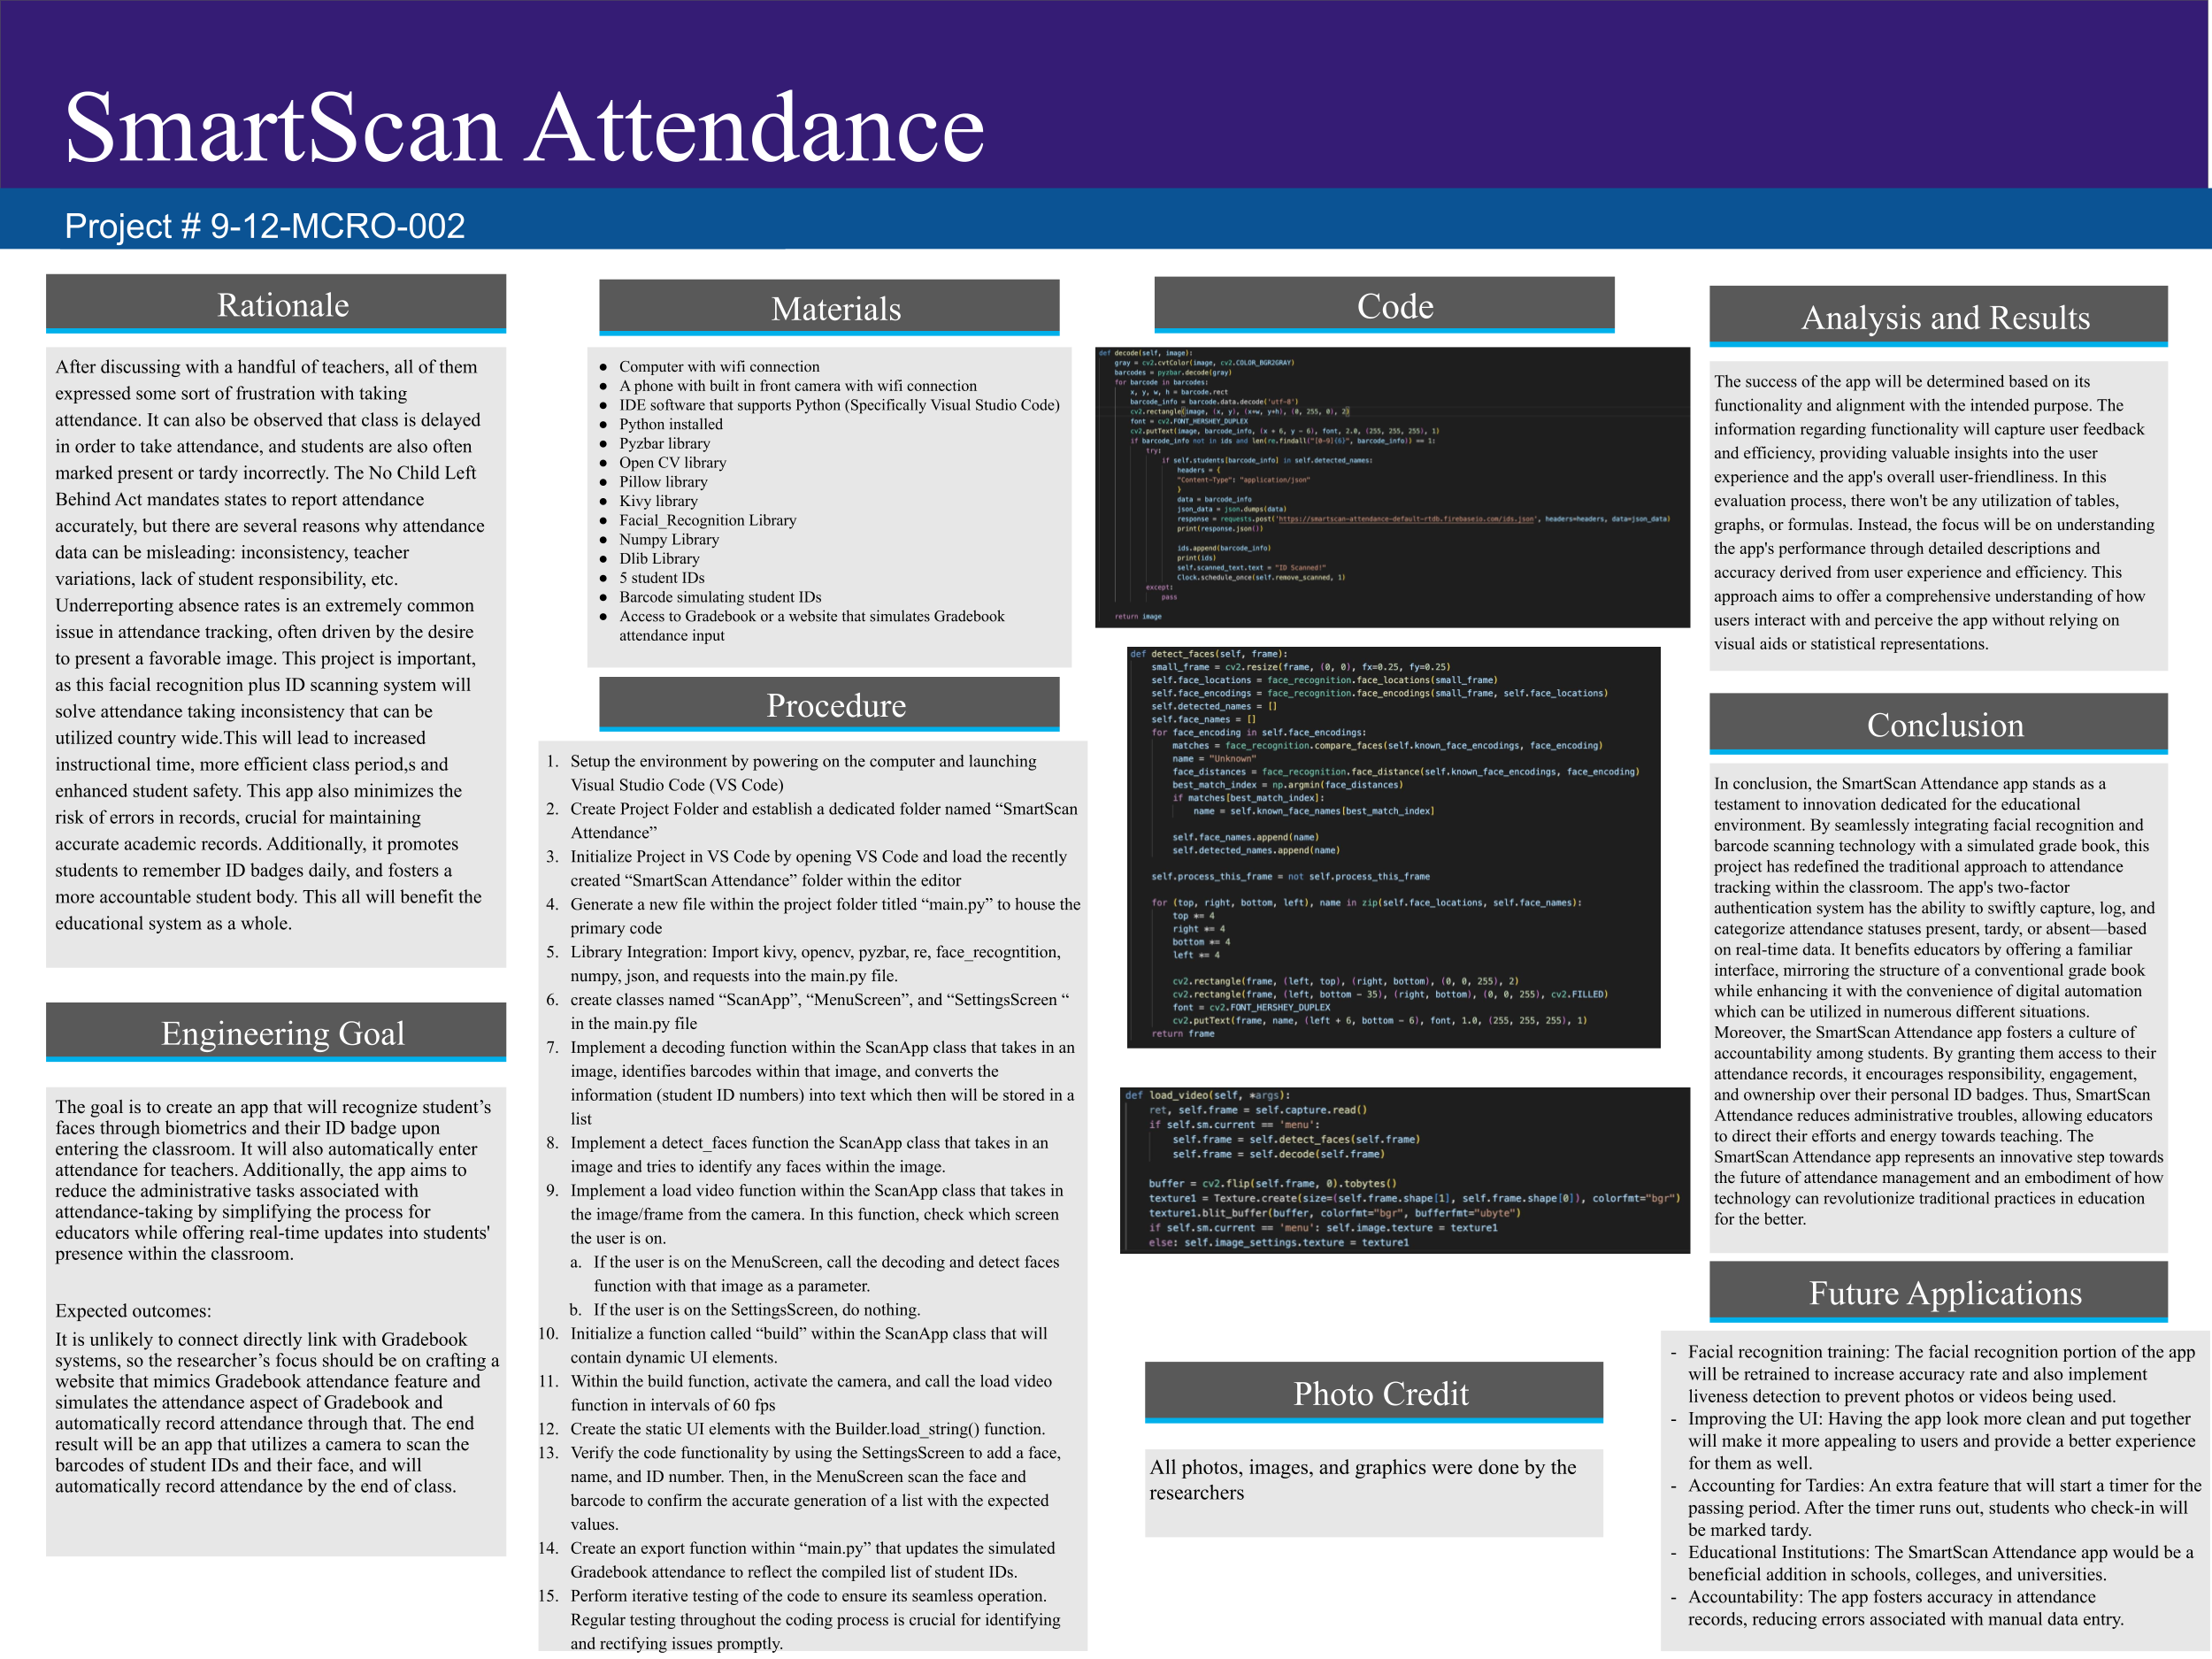 SmartScan Attendance
Project # 9-12-MCRO-002
Rationale
After discussing with a handful of teachers, all of them
expressed some sort of frustration with taking
attendance. It can also be observed that class is delayed
in order to take attendance, and students are also often
marked present or tardy incorrectly. The No Child Left
Behind Act mandates states to report attendance
accurately, but there are several reasons why attendance
data can be misleading: inconsistency, teacher
variations, lack of student responsibility, etc.
Underreporting absence rates is an extremely common
issue in attendance tracking, often driven by the desire
to present a favorable image. This project is important,
as this facial recognition plus ID scanning system will
solve attendance taking inconsistency that can be
utilized country wide.This will lead to increased
instructional time, more efficient class period,s and
enhanced student safety. This app also minimizes the
risk of errors in records, crucial for maintaining
accurate academic records. Additionally, it promotes
students to remember ID badges daily, and fosters a
more accountable student body. This all will benefit the
educational system as a whole.
Engineering Goal
The goal is to create an app that will recognize student's
faces through biometrics and their ID badge upon
entering the classroom. It will also automatically enter
attendance for teachers. Additionally, the app aims to
reduce the administrative tasks associated with
attendance-taking by simplifying the process for
educators while offering real-time updates into students'
presence within the classroom.
Expected outcomes:
It is unlikely to connect directly link with Gradebook
systems, so the researcher's focus should be on crafting a
website that mimics Gradebook attendance feature and
simulates the attendance aspect of Gradebook and
automatically record attendance through that. The end
result will be an app that utilizes a camera to scan the
barcodes of student IDs and their face, and will
automatically record attendance by the end of class.
Materials
● Computer with wifi connection
● A phone with built in front camera with wifi connection
● IDE software that supports Python (Specifically Visual Studio Code)
● Python installed
● Pyzbar library
● Open CV library
● Pillow library
● Kivy library
● Facial_Recognition Library
● Numpy Library
● Dlib Library
● 5 student IDs
● Barcode simulating student IDs
● Access to Gradebook or a website that simulates Gradebook
attendance input
Procedure
1. Setup the environment by powering on the computer and launching
Visual Studio Code (VS Code)
2. Create Project Folder and establish a dedicated folder named “SmartScan
Attendance”
3. Initialize Project in VS Code by opening VS Code and load the recently
created “SmartScan Attendance” folder within the editor
4. Generate a new file within the project folder titled “main.py” to house the
primary code
5. Library Integration: Import kivy, opencv, pyzbar, re, face_recogntition,
numpy, json, and requests into the main.py file.
6. create classes named “ScanApp”, “MenuScreen”, and “SettingsScreen “
in the main.py file
7. Implement a decoding function within the ScanApp class that takes in an
image, identifies barcodes within that image, and converts the
information (student ID numbers) into text which then will be stored in a
list
8. Implement a detect_faces function the ScanApp class that takes in an
image and tries to identify any faces within the image.
9. Implement a load video function within the ScanApp class that takes in
the image/frame from the camera. In this function, check which screen
the user is on.
a. If the user is on the MenuScreen, call the decoding and detect faces
function with that image as a parameter.
b. If the user is on the SettingsScreen, do nothing.
10. Initialize a function called “build” within the ScanApp class that will
contain dynamic UI elements.
11. Within the build function, activate the camera, and call the load video
function in intervals of 60 fps
12. Create the static UI elements with the Builder.load_string() function.
13. Verify the code functionality by using the SettingsScreen to add a face,
name, and ID number. Then, in the MenuScreen scan the face and
barcode to confirm the accurate generation of a list with the expected
values.
14. Create an export function within “main.py” that updates the simulated
Gradebook attendance to reflect the compiled list of student IDs.
15. Perform iterative testing of the code to ensure its seamless operation.
Regular testing throughout the coding process is crucial for identifying
and rectifying issues promptly.
Code
def decode(self, image):
gray = cv2.cvtColor(image, cv2.COLOR_BGR2GRAY)
barcodes = pyzbar.decode(gray)
for barcode in barcodes:
x, y, w, h = barcode.rect
barcode_info = barcode.data.decode('utf-8')
cv2.rectangle(image, (x, y), (x+w, y+h), (0, 255, 0), 2)
font = cv2.FONT_HERSHEY_DUPLEX
cv2.putText(image, barcode_info, (x + 6, y - 6), font, 2.0, (255, 255, 255), 1)
if barcode_info not in ids and len(re.findall("[0-9]{6}", barcode_info)) == 1:
try:
if self.students[barcode_info] in self.detected_names:
headers = {
"Content-Type": "application/json"
}
data = barcode_info
json_data = json.dumps(data)
response = requests.post('https://smartscan-attendance-default-rtdb.firebaseio.com/ids.json', headers=headers, data=json_data)
print(response.json())
ids.append(barcode_info)
print(ids)
self.scanned_text.text = "ID Scanned!"
Clock.schedule_once(self.remove_scanned, 1)
except:
pass
return image
def detect_faces(self, frame):
small_frame = cv2.resize(frame, (0, 0), fx=0.25, fy=0.25)
self.face_locations = face_recognition.face_locations(small_frame)
self.face_encodings = face_recognition.face_encodings(small_frame, self.face_locations)
self.detected_names = []
self.face_names = []
for face_encoding in self.face_encodings:
matches = face_recognition.compare_faces(self.known_face_encodings, face_encoding)
name = "Unknown"
face_distances = face_recognition.face_distance(self.known_face_encodings, face_encoding)
best_match_index = np.argmin(face_distances)
if matches[best_match_index]:
name = self.known_face_names[best_match_index]
self.face_names.append(name)
self.detected_names.append(name)
self.process_this_frame = not self.process_this_frame
for (top, right, bottom, left), name in zip(self.face_locations, self.face_names):
top *= 4
right *= 4
bottom *= 4
left *= 4
cv2.rectangle(frame, (left, top), (right, bottom), (0, 0, 255), 2)
cv2.rectangle(frame, (left, bottom - 35), (right, bottom), (0, 0, 255), cv2.FILLED)
font = cv2.FONT_HERSHEY_DUPLEX
cv2.putText(frame, name, (left + 6, bottom - 6), font, 1.0, (255, 255, 255), 1)
return frame
def load_video(self, *args):
ret, self.frame = self.capture.read()
if self.sm.current == 'menu':
self.frame = self.detect_faces(self.frame)
self.frame = self.decode(self.frame)
buffer = cv2.flip(self.frame, 0).tobytes()
texture1 = Texture.create(size=(self.frame.shape[1], self.frame.shape[0]), colorfmt="bgr")
texture1.blit_buffer(buffer, colorfmt="bgr", bufferfmt="ubyte")
if self.sm.current == 'menu': self.image.texture = texture1
else: self.image_settings.texture = texture1
Photo Credit
All photos, images, and graphics were done by the
researchers
Analysis and Results
The success of the app will be determined based on its
functionality and alignment with the intended purpose. The
information regarding functionality will capture user feedback
and efficiency, providing valuable insights into the user
experience and the app's overall user-friendliness. In this
evaluation process, there won't be any utilization of tables,
graphs, or formulas. Instead, the focus will be on understanding
the app's performance through detailed descriptions and
accuracy derived from user experience and efficiency. This
approach aims to offer a comprehensive understanding of how
users interact with and perceive the app without relying on
visual aids or statistical representations.
Conclusion
In conclusion, the SmartScan Attendance app stands as a
testament to innovation dedicated for the educational
environment. By seamlessly integrating facial recognition and
barcode scanning technology with a simulated grade book, this
project has redefined the traditional approach to attendance
tracking within the classroom. The app's two-factor
authentication system has the ability to swiftly capture, log, and
categorize attendance statuses present, tardy, or absent—based
on real-time data. It benefits educators by offering a familiar
interface, mirroring the structure of a conventional grade book
while enhancing it with the convenience of digital automation
which can be utilized in numerous different situations.
Moreover, the SmartScan Attendance app fosters a culture of
accountability among students. By granting them access to their
attendance records, it encourages responsibility, engagement,
and ownership over their personal ID badges. Thus, SmartScan
Attendance reduces administrative troubles, allowing educators
to direct their efforts and energy towards teaching. The
SmartScan Attendance app represents an innovative step towards
the future of attendance management and an embodiment of how
technology can revolutionize traditional practices in education
for the better.
Future Applications
- Facial recognition training: The facial recognition portion of the app
will be retrained to increase accuracy rate and also implement
liveness detection to prevent photos or videos being used.
- Improving the UI: Having the app look more clean and put together
will make it more appealing to users and provide a better experience
for them as well.
- Accounting for Tardies: An extra feature that will start a timer for the
passing period. After the timer runs out, students who check-in will
be marked tardy.
- Educational Institutions: The SmartScan Attendance app would be a
beneficial addition in schools, colleges, and universities.
- Accountability: The app fosters accuracy in attendance
records, reducing errors associated with manual data entry.